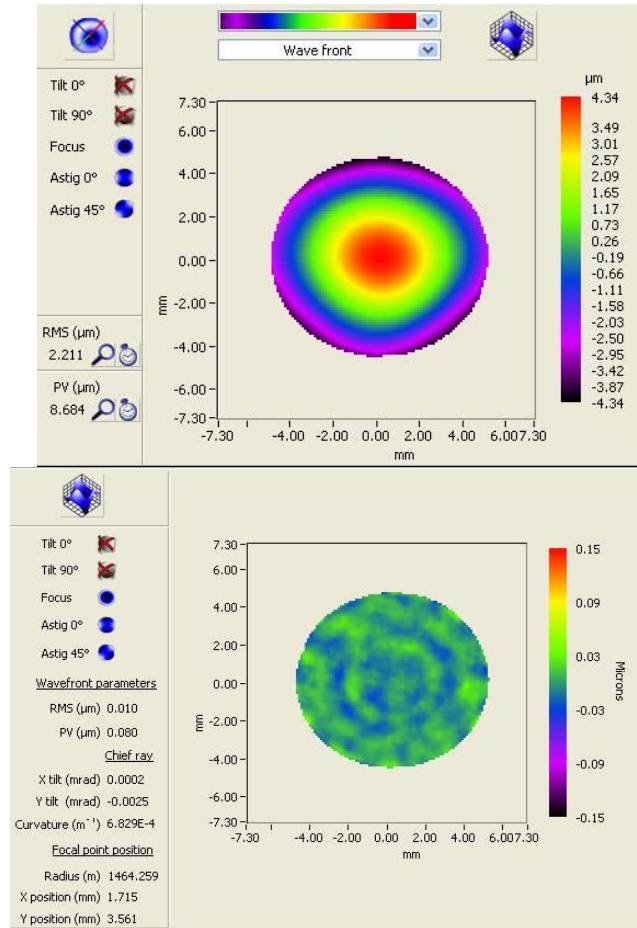 Wave front
Tilt 0°
Tilt 90°
Focus
Astig 0°
Astig 45°
RMS (µm)
2.211
PV (µm)
8.684
7.30
6.00
4.00
2.00
0.00
-2.00
-4.00
-6.00
-7.30
mm
-7.30 -4.00 -2.00 0.00 2.00 4.00 6.007.30
mm
µm
4.34
3.49
3.01
2.57
2.09
1.65
1.17
0.73
0.26
-0.19
-0.66
-1.11
-1.58
-2.03
-2.50
-2.95
-3.42
-3.87
-4.34
Tilt 0°
Tilt 90°
Focus
Astig 0°
Astig 45°
Wavefront parameters
RMS (µm) 0.010
PV (µm) 0.080
Chief ray
X tilt (mrad) 0.0002
Y tilt (mrad) -0.0025
Curvature (m⁻¹) 6.829E-4
Focal point position
Radius (m) 1464.259
X position (mm) 1.715
Y position (mm) 3.561
7.30
6.00
4.00
2.00
0.00
-2.00
-4.00
-6.00
-7.30
mm
-7.30 -4.00 -2.00 0.00 2.00 4.00 6.007.30
mm
0.15
0.09
0.03
-0.03
-0.09
-0.15
Microns